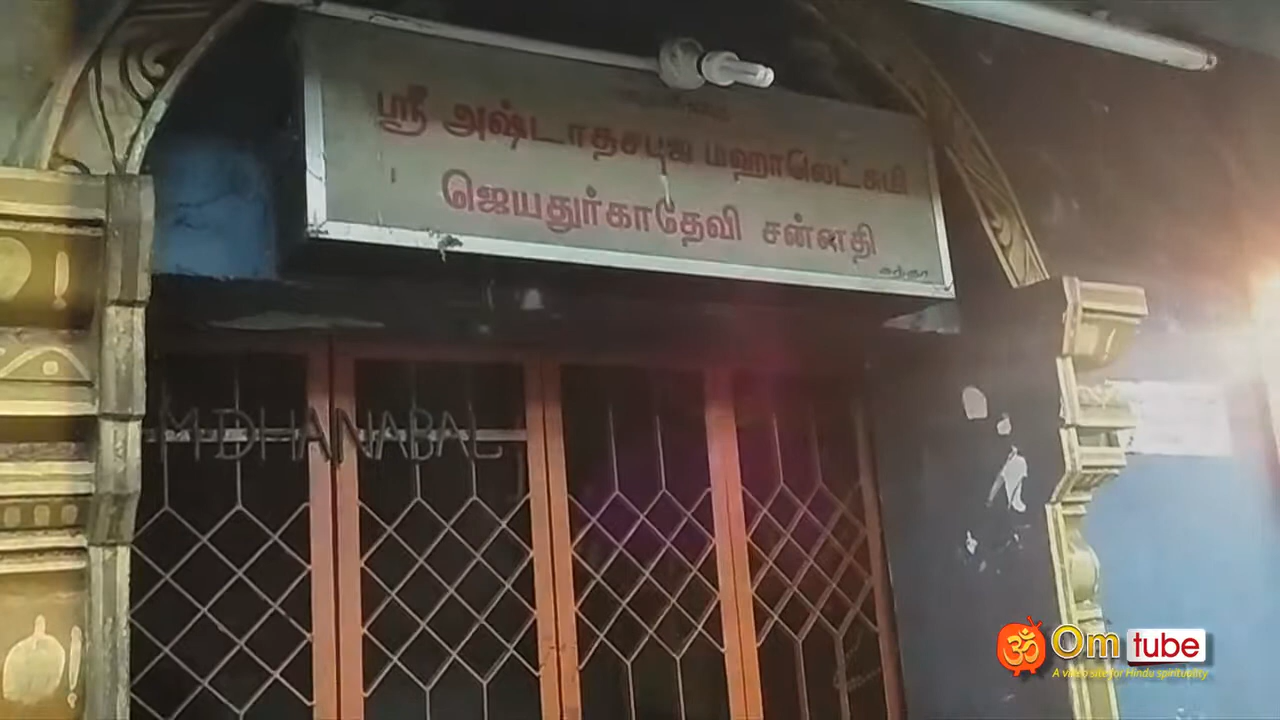 ஸ்ரீ அஷ்டாதசபுஜ மஹாலெட்சுமி
ஜெயதுர்காதேவி சன்னதி
M.DHANABAL
ॐ Om tube
A video site for Hindu spirituality